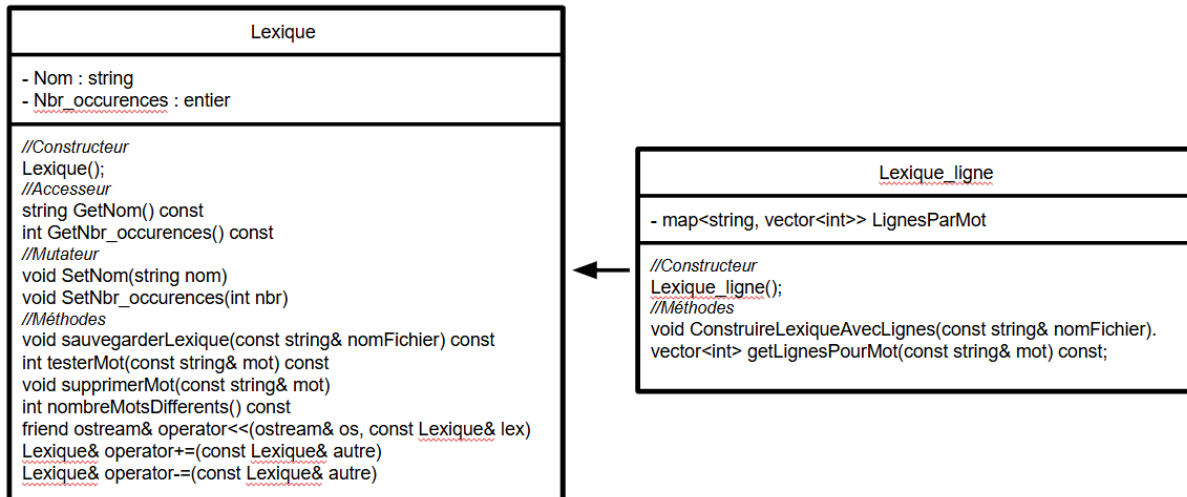 Lexique
- Nom : string
- Nbr_occurences : entier
//Constructeur
Lexique();
//Accesseur
string GetNom() const
int GetNbr_occurences() const
//Mutateur
void SetNom(string nom)
void SetNbr_occurences(int nbr)
//Méthodes
void sauvegarderLexique(const string& nomFichier) const
int testerMot(const string& mot) const
void supprimerMot(const string& mot)
int nombreMotsDifferents() const
friend ostream& operator<<(ostream& os, const Lexique& lex)
Lexique& operator+=(const Lexique& autre)
Lexique& operator-=(const Lexique& autre)
Lexique_ligne
- map<string, vector<int>> LignesParMot
//Constructeur
Lexique_ligne();
//Méthodes
void ConstruireLexiqueAvecLignes(const string& nomFichier).
vector<int> getLignesPourMot(const string& mot) const;